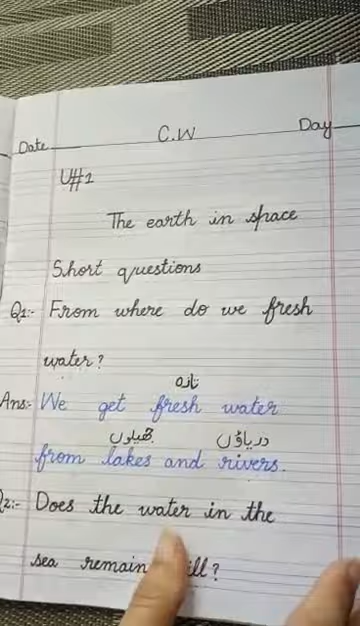 Date C.W Day
U#1
The earth in space
Short questions
Q1:- From where do we fresh
water?
تازہ
Ans:- We get fresh water
جھیلوں دریاؤں
from lakes and rivers.
Q2:- Does the water in the
sea remain ill?